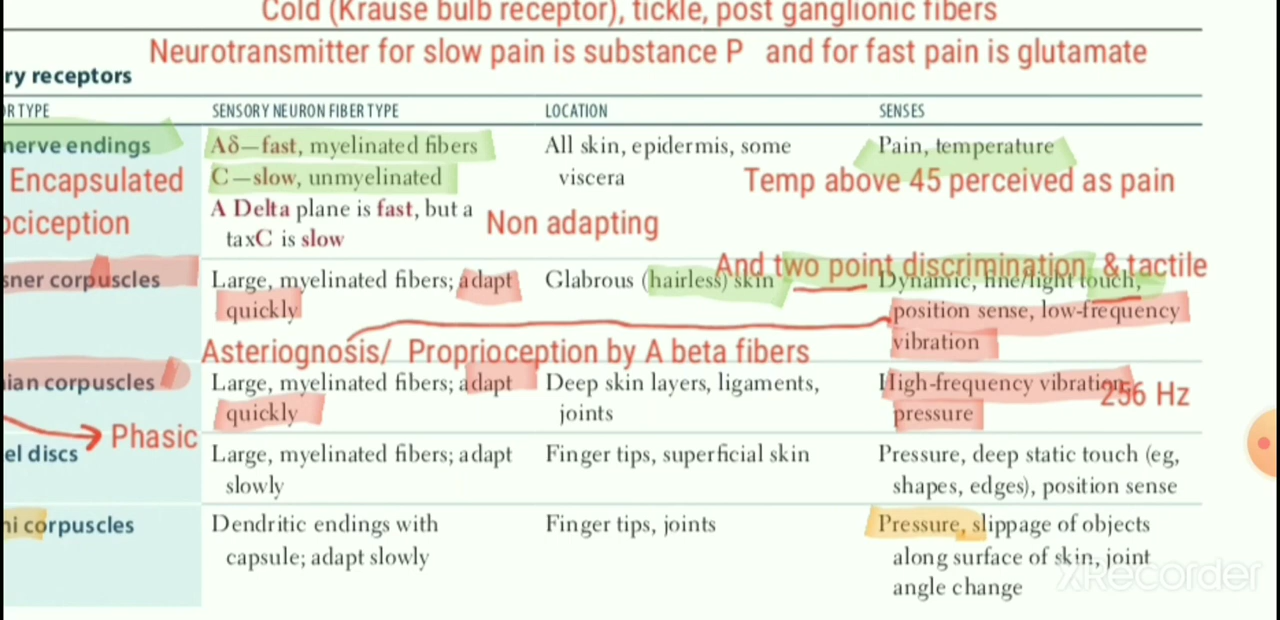 Cold (Krause bulb receptor), tickle, post ganglionic fibers
Neurotransmitter for slow pain is substance P and for fast pain is glutamate
ry receptors
OR TYPE SENSORY NEURON FIBER TYPE LOCATION SENSES
nerve endings Aδ—fast, myelinated fibers All skin, epidermis, some Pain, temperature
Encapsulated C—slow, unmyelinated viscera Temp above 45 perceived as pain
ociception A Delta plane is fast, but a Non adapting
taxC is slow
And two point discrimination, & tactile
sner corpuscles Large, myelinated fibers; adapt Glabrous (hairless) skin Dynamic, fine/light touch,
quickly position sense, low-frequency
vibration
Asteriognosis/ Proprioception by A beta fibers
ian corpuscles Large, myelinated fibers; adapt Deep skin layers, ligaments, High-frequency vibration, 256 Hz
quickly joints pressure
Phasic
el discs Large, myelinated fibers; adapt Finger tips, superficial skin Pressure, deep static touch (eg,
slowly shapes, edges), position sense
ni corpuscles Dendritic endings with Finger tips, joints Pressure, slippage of objects
capsule; adapt slowly along surface of skin, joint
angle change
XRecorder